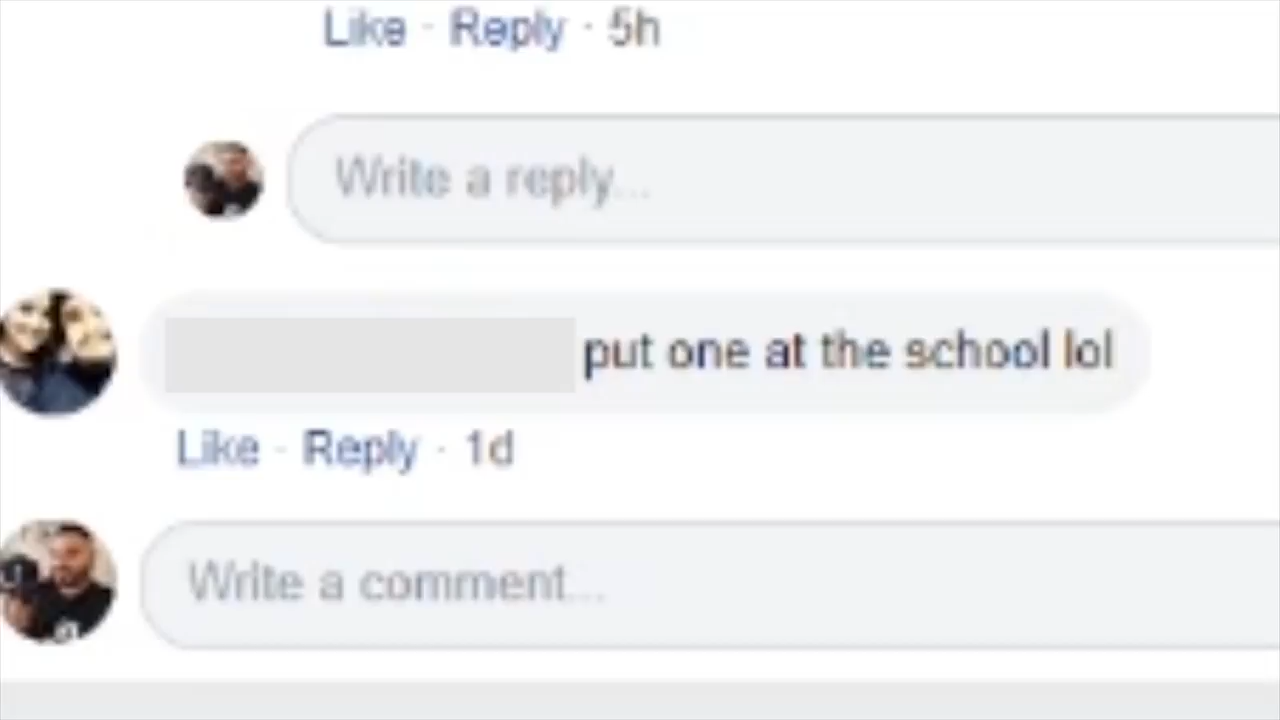 Like · Reply · 5h
Write a reply...
put one at the school lol
Like · Reply · 1d
Write a comment...